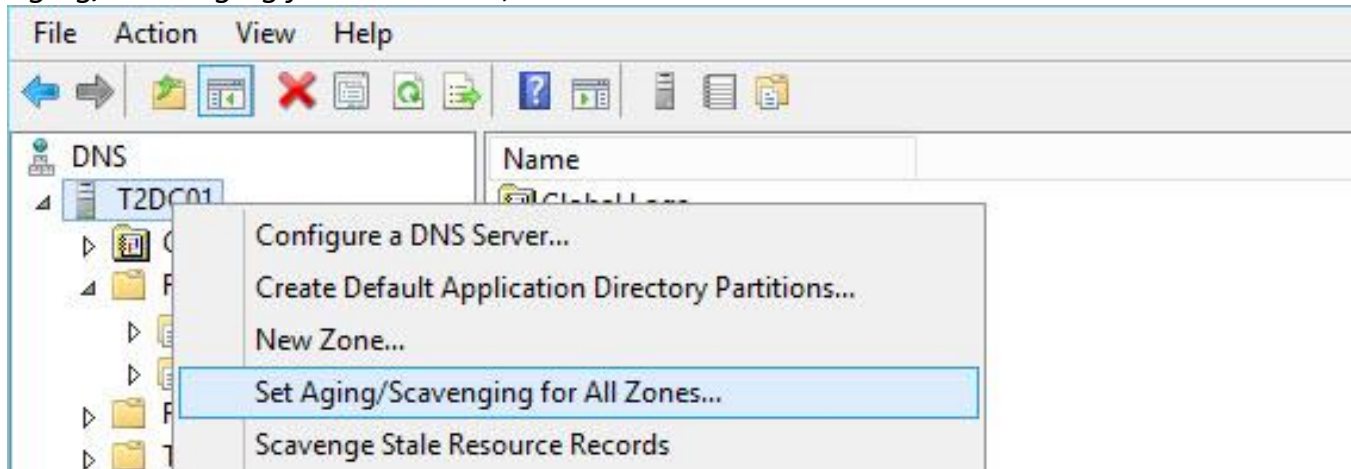 File Action View Help
DNS
Name
T2DC01
Configure a DNS Server...
Create Default Application Directory Partitions...
New Zone...
Set Aging/Scavenging for All Zones...
Scavenge Stale Resource Records